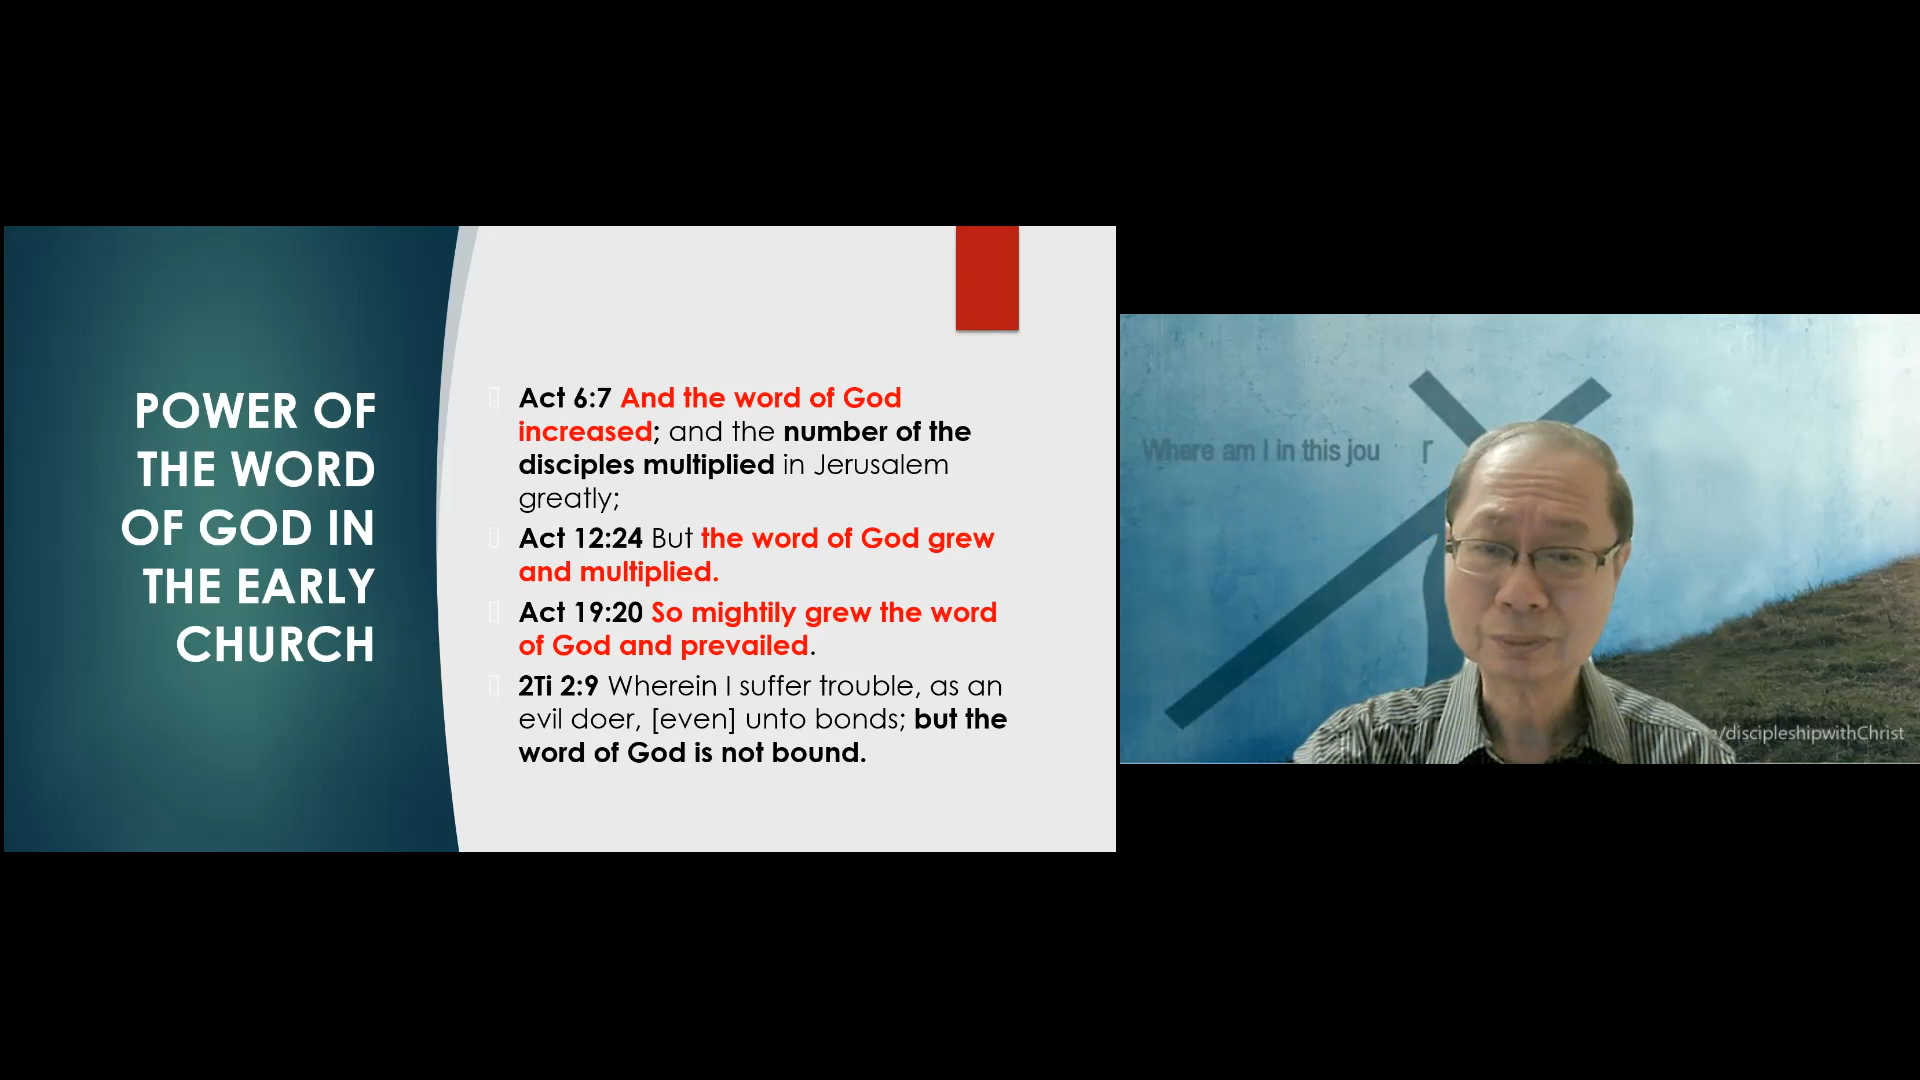 POWER OF
THE WORD
OF GOD IN
THE EARLY
CHURCH
Act 6:7 And the word of God
increased; and the number of the
disciples multiplied in Jerusalem
greatly;
Act 12:24 But the word of God grew
and multiplied.
Act 19:20 So mightily grew the word
of God and prevailed.
2Ti 2:9 Wherein I suffer trouble, as an
evil doer, [even] unto bonds; but the
word of God is not bound.
Where am I in this jou r
/discipleshipwithChrist